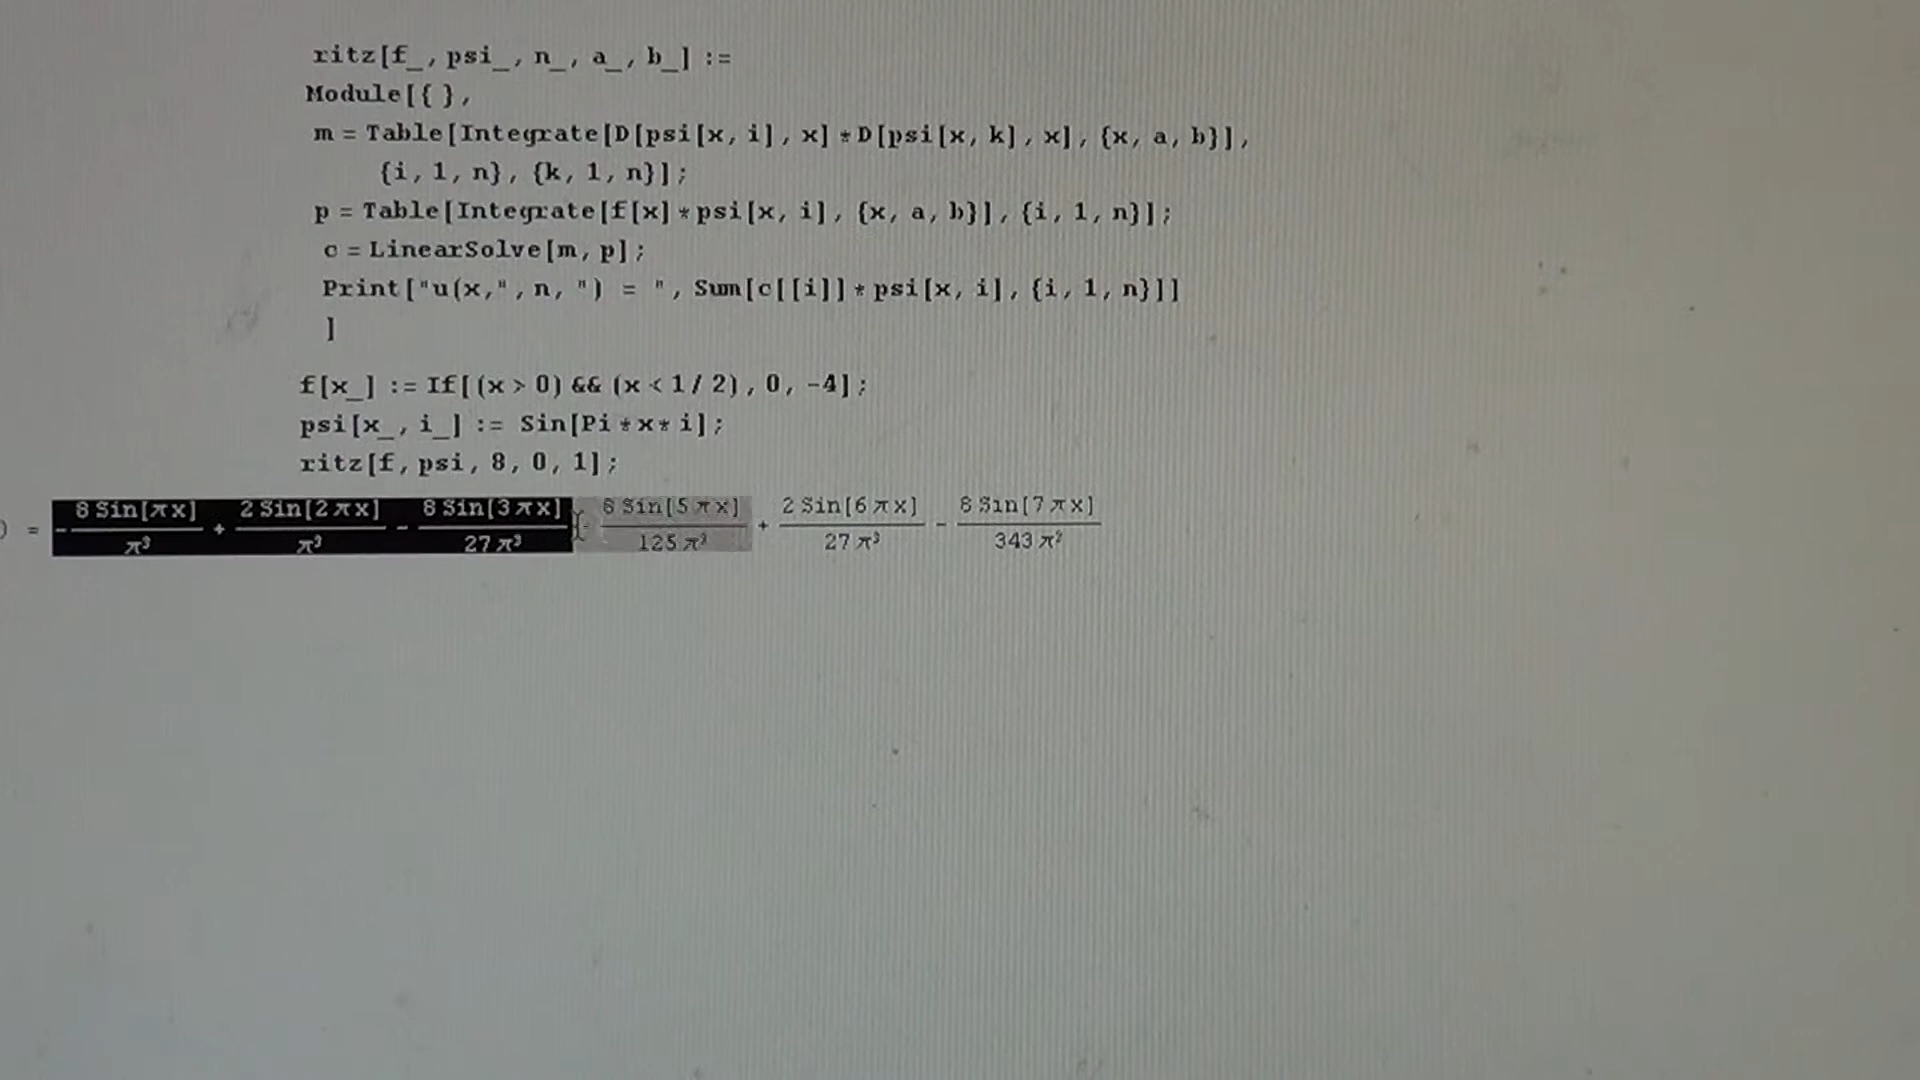 ritz[f_, psi_, n_, a_, b_] :=
Module[{ },
m = Table[Integrate[D[psi[x, i], x] * D[psi[x, k], x], {x, a, b}],
{i, 1, n}, {k, 1, n}];
p = Table[Integrate[f[x] * psi[x, i], {x, a, b}], {i, 1, n}];
c = LinearSolve[m, p];
Print["u(x,", n, ") = ", Sum[c[[i]] * psi[x, i], {i, 1, n}]]
]
f[x_] := If[(x > 0) && (x < 1 / 2), 0, -4];
psi[x_, i_] := Sin[Pi * x * i];
ritz[f, psi, 8, 0, 1];
) = - 8 Sin[π x] / π³ + 2 Sin[2 π x] / π³ - 8 Sin[3 π x] / 27 π³ - 8 Sin[5 π x] / 125 π³ + 2 Sin[6 π x] / 27 π³ - 8 Sin[7 π x] / 343 π³